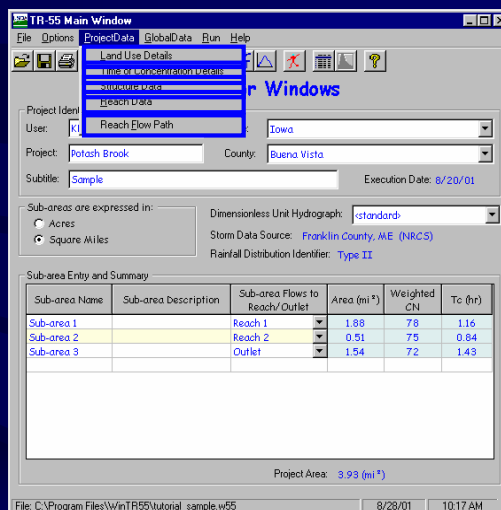 TR-55 Main Window
File Options ProjectData GlobalData Run Help
Land Use Details
Time of Concentration Details
Structure Data
Reach Data
Reach Flow Path
r Windows
Project Ident
User:
Iowa
Project: Potash Brook County: Buena Vista
Subtitle: Sample Execution Date: 8/20/01
Sub-areas are expressed in:
Acres
Square Miles
Dimensionless Unit Hydrograph: <standard>
Storm Data Source: Franklin County, ME (NRCS)
Rainfall Distribution Identifier: Type II
Sub-area Entry and Summary
Sub-area Name Sub-area Description Sub-area Flows to Reach/Outlet Area (mi²) Weighted CN Tc (hr)
Sub-area 1 Reach 1 1.88 78 1.16
Sub-area 2 Reach 2 0.51 75 0.84
Sub-area 3 Outlet 1.54 72 1.43
Project Area: 3.93 (mi²)
File: C:\Program Files\WinTR55\tutorial_sample.w55 8/28/01 10:17 AM